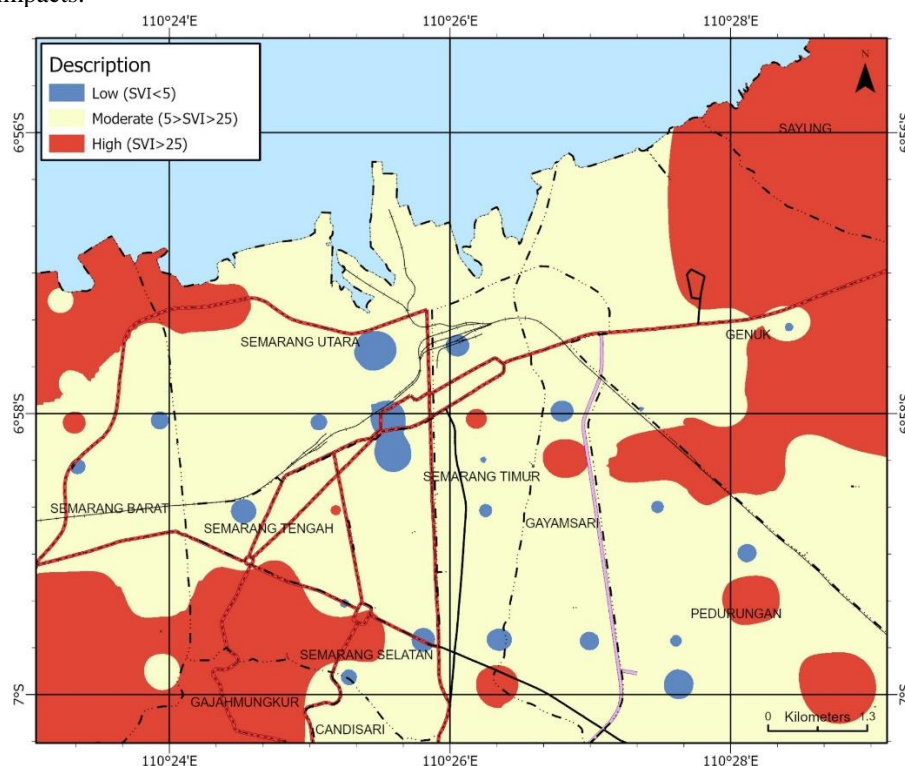 impacts.
110°24'E 110°26'E 110°28'E
Description
Low (SVI<5)
Moderate (5>SVI>25)
High (SVI>25)
N
6°56'S 6°56'S
SAYUNG
SEMARANG UTARA
GENUK
6°58'S 6°58'S
SEMARANG TIMUR
SEMARANG BARAT
SEMARANG TENGAH
GAYAMSARI
PEDURUNGAN
SEMARANG SELATAN
7°S 7°S
GAJAHMUNGKUR
CANDISARI
0 Kilometers 1.3
110°24'E 110°26'E 110°28'E